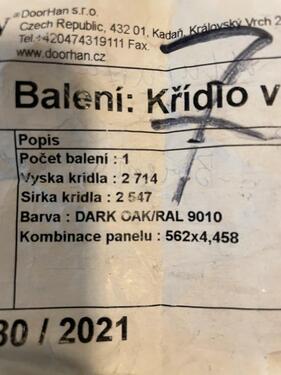 DoorHan s.r.o.
Czech Republic, 432 01, Kadaň, Královský Vrch 2
Tel.+420474319111 Fax.
www.doorhan.cz
Balení: Křídlo v
7
Popis
Počet balení : 1
Vyska kridla : 2 714
Sirka kridla : 2 547
Barva : DARK OAK/RAL 9010
Kombinace panelu : 562x4,458
30 / 2021